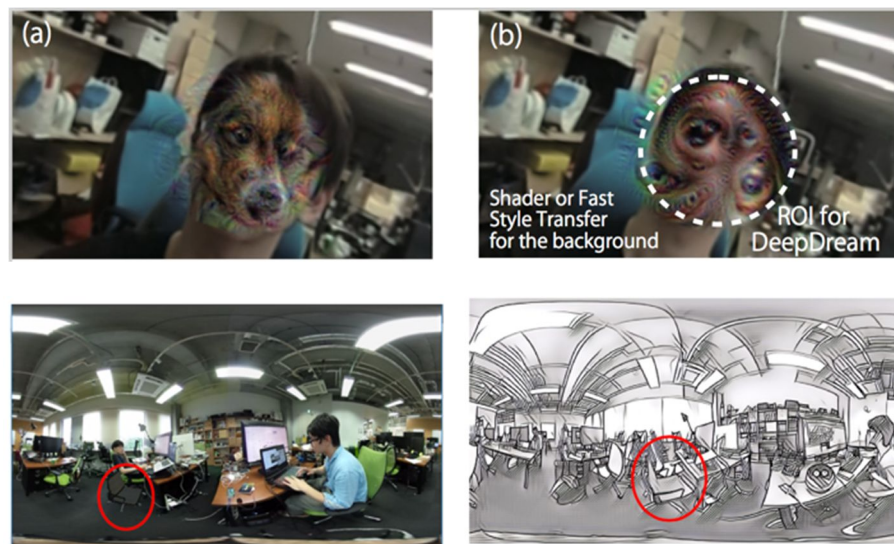 (a)
(b)
Shader or Fast
Style Transfer
for the background
ROI for
DeepDream